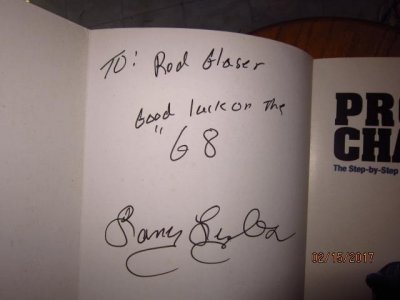 TO: Rod Glaser
Good luck on the
" 68
PRO
CHA
The Step-by-Step
02/15/2017